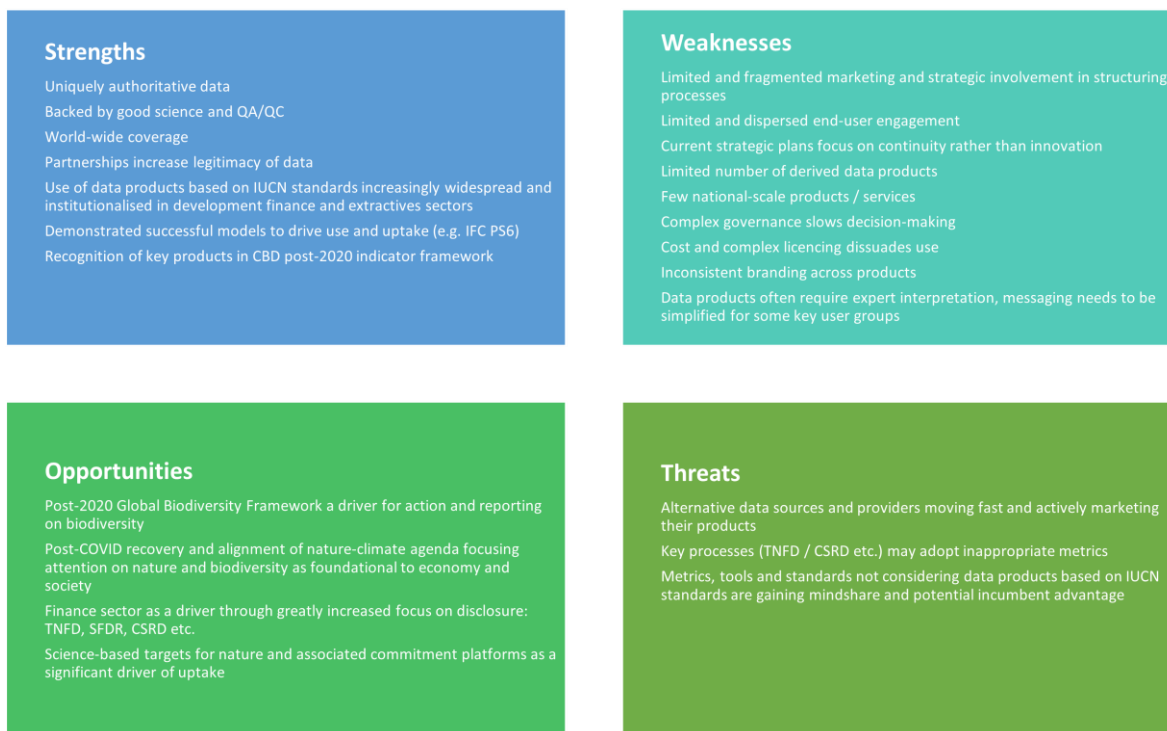 Strengths
Uniquely authoritative data
Backed by good science and QA/QC
World-wide coverage
Partnerships increase legitimacy of data
Use of data products based on IUCN standards increasingly widespread and
institutionalised in development finance and extractives sectors
Demonstrated successful models to drive use and uptake (e.g. IFC PS6)
Recognition of key products in CBD post-2020 indicator framework
Weaknesses
Limited and fragmented marketing and strategic involvement in structuring
processes
Limited and dispersed end-user engagement
Current strategic plans focus on continuity rather than innovation
Limited number of derived data products
Few national-scale products / services
Complex governance slows decision-making
Cost and complex licencing dissuades use
Inconsistent branding across products
Data products often require expert interpretation, messaging needs to be
simplified for some key user groups
Opportunities
Post-2020 Global Biodiversity Framework a driver for action and reporting
on biodiversity
Post-COVID recovery and alignment of nature-climate agenda focusing
attention on nature and biodiversity as foundational to economy and
society
Finance sector as a driver through greatly increased focus on disclosure:
TNFD, SFDR, CSRD etc.
Science-based targets for nature and associated commitment platforms as a
significant driver of uptake
Threats
Alternative data sources and providers moving fast and actively marketing
their products
Key processes (TNFD / CSRD etc.) may adopt inappropriate metrics
Metrics, tools and standards not considering data products based on IUCN
standards are gaining mindshare and potential incumbent advantage